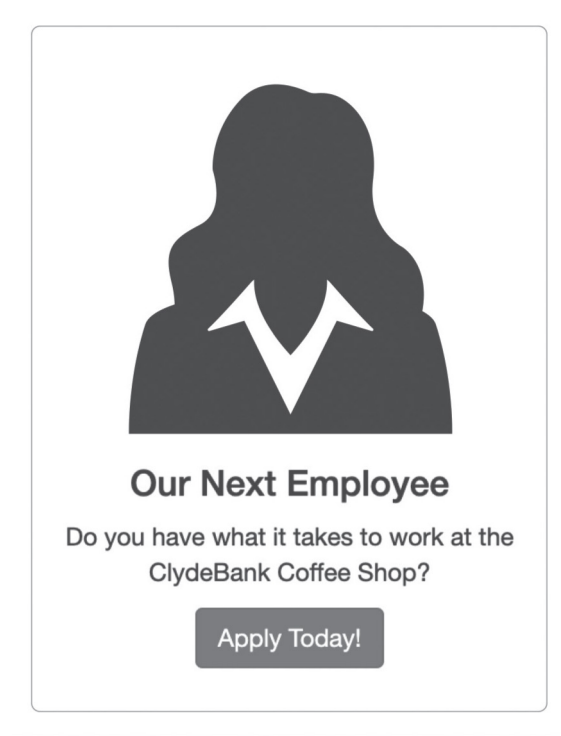 Our Next Employee
Do you have what it takes to work at the
ClydeBank Coffee Shop?
Apply Today!